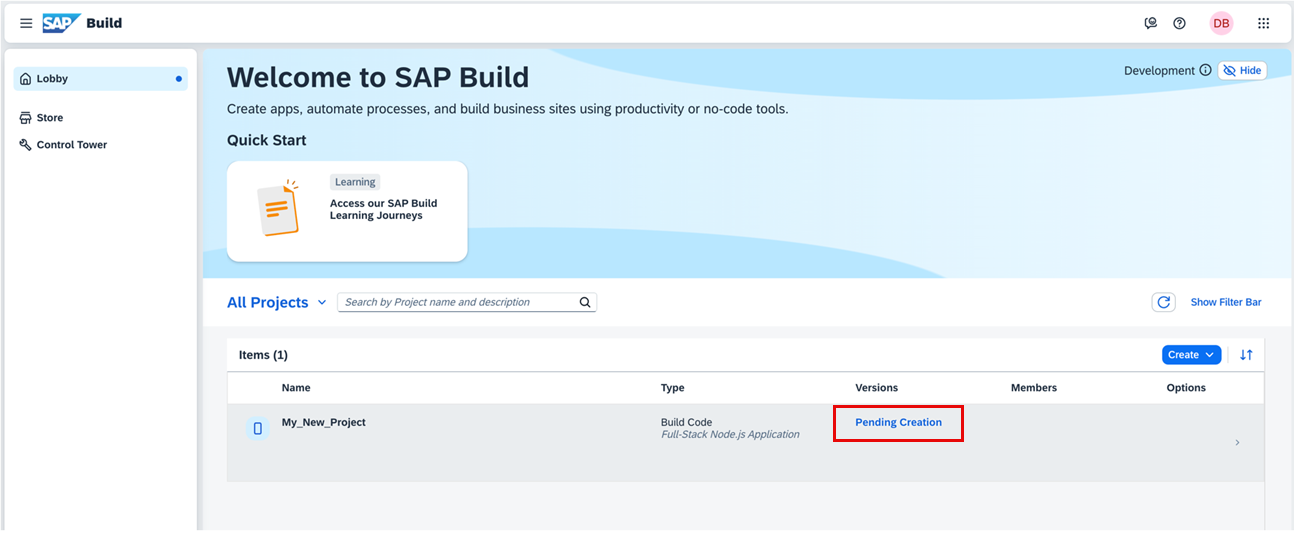 SAP Build
DB
Lobby
Store
Control Tower
Welcome to SAP Build
Development
Hide
Create apps, automate processes, and build business sites using productivity or no-code tools.
Quick Start
Learning
Access our SAP Build
Learning Journeys
All Projects
Search by Project name and description
Show Filter Bar
Items (1)
Create
Name Type Versions Members Options
My_New_Project
Build Code
Full-Stack Node.js Application
Pending Creation